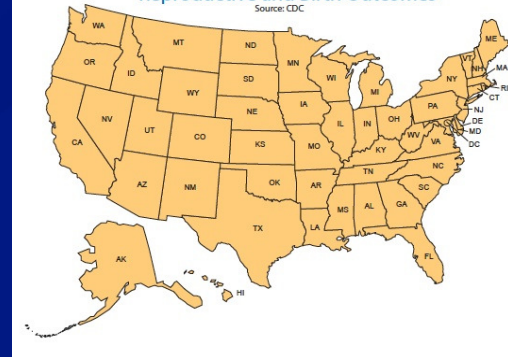 Source: CDC
WA
MT
ND
MN
ME
OR
ID
SD
WI
VT
NH
MA
WY
MI
NY
RI
CT
NV
NE
IA
PA
NJ
UT
CO
IL
IN
OH
DE
MD
CA
KS
MO
WV
VA
DC
KY
AZ
NM
OK
AR
TN
NC
SC
TX
MS
AL
GA
LA
AK
FL
HI